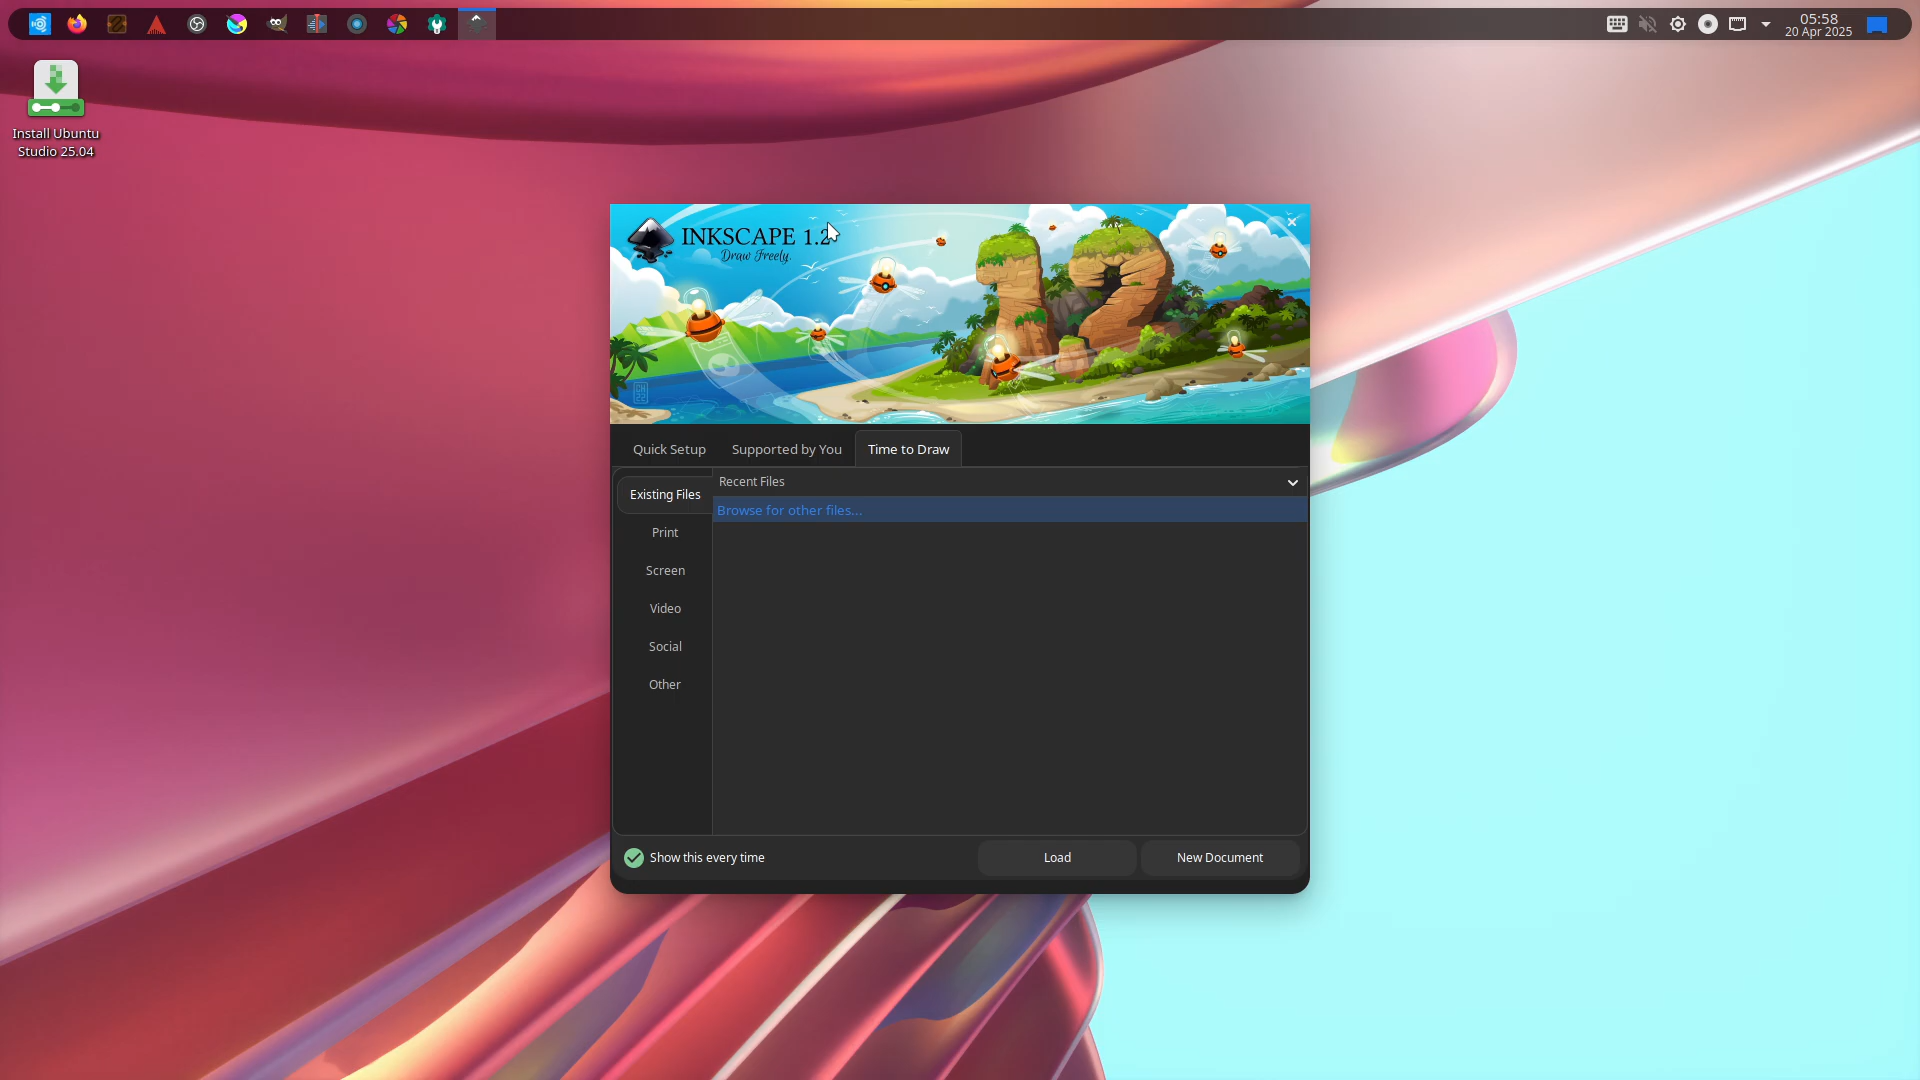 05:58
20 Apr 2025
Install Ubuntu
Studio 25.04
INKSCAPE 1.2
Draw Freely.
Quick Setup
Supported by You
Time to Draw
Existing Files
Recent Files
Browse for other files...
Print
Screen
Video
Social
Other
Show this every time
Load
New Document